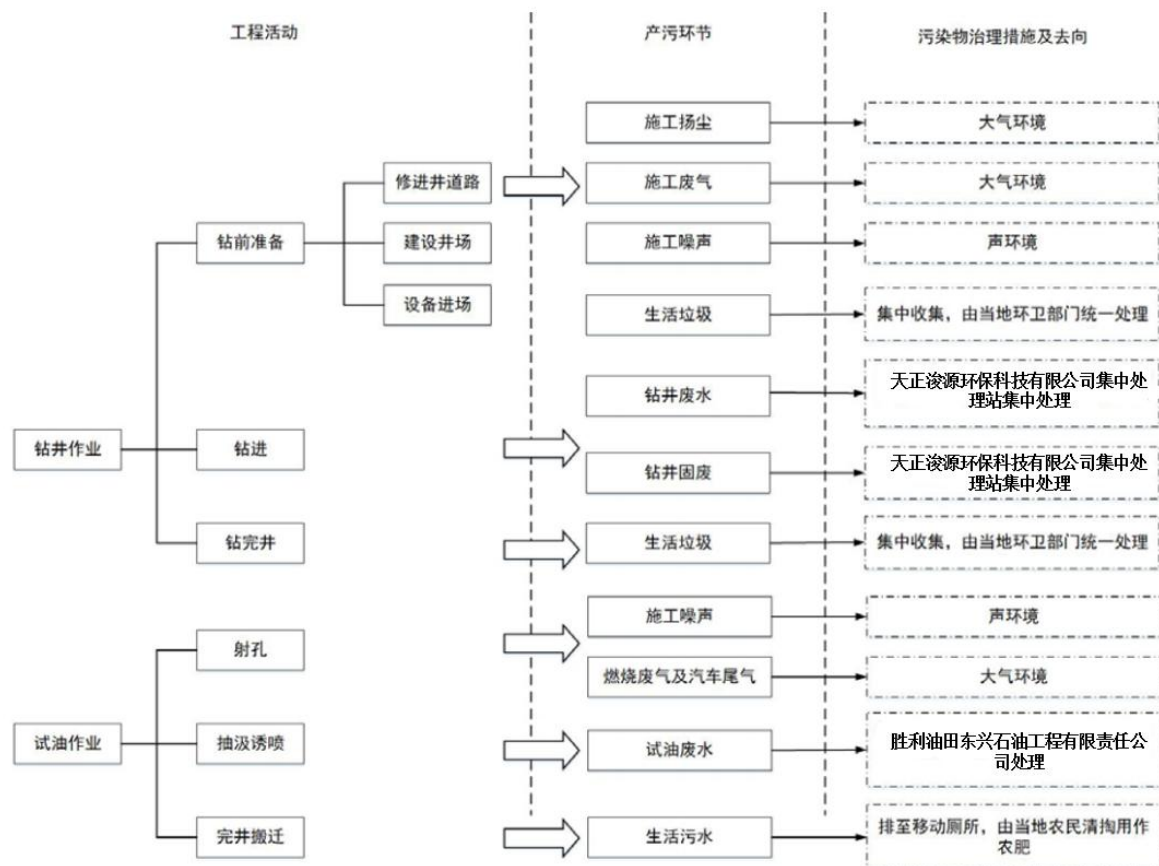 工程活动
产污环节
污染物治理措施及去向
施工扬尘
大气环境
修进井道路
施工废气
大气环境
钻前准备
建设井场
施工噪声
声环境
设备进场
生活垃圾
集中收集，由当地环卫部门统一处理
钻井废水
天正浚源环保科技有限公司集中处
理站集中处理
钻井作业
钻进
钻井固废
天正浚源环保科技有限公司集中处
理站集中处理
钻完井
生活垃圾
集中收集，由当地环卫部门统一处理
施工噪声
声环境
射孔
燃烧废气及汽车尾气
大气环境
试油作业
抽汲诱喷
试油废水
胜利油田东兴石油工程有限责任公
司处理
完井搬迁
生活污水
排至移动厕所，由当地农民清掏用作
农肥